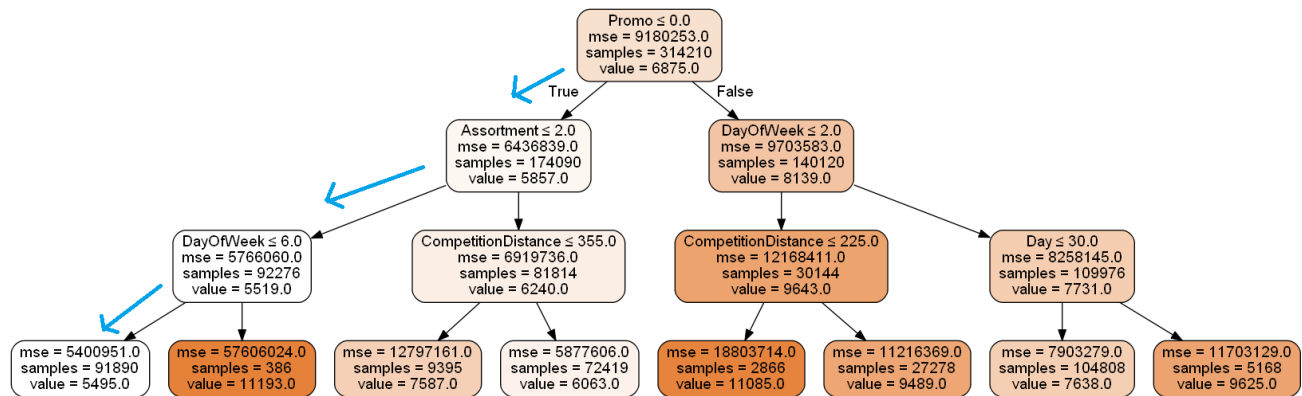 Promo ≤ 0.0
mse = 9180253.0
samples = 314210
value = 6875.0
True
False
Assortment ≤ 2.0
mse = 6436839.0
samples = 174090
value = 5857.0
DayOfWeek ≤ 2.0
mse = 9703583.0
samples = 140120
value = 8139.0
DayOfWeek ≤ 6.0
mse = 5766060.0
samples = 92276
value = 5519.0
CompetitionDistance ≤ 355.0
mse = 6919736.0
samples = 81814
value = 6240.0
CompetitionDistance ≤ 225.0
mse = 12168411.0
samples = 30144
value = 9643.0
Day ≤ 30.0
mse = 8258145.0
samples = 109976
value = 7731.0
mse = 5400951.0
samples = 91890
value = 5495.0
mse = 57606024.0
samples = 386
value = 11193.0
mse = 12797161.0
samples = 9395
value = 7587.0
mse = 5877606.0
samples = 72419
value = 6063.0
mse = 18803714.0
samples = 2866
value = 11085.0
mse = 11216369.0
samples = 27278
value = 9489.0
mse = 7903279.0
samples = 104808
value = 7638.0
mse = 11703129.0
samples = 5168
value = 9625.0